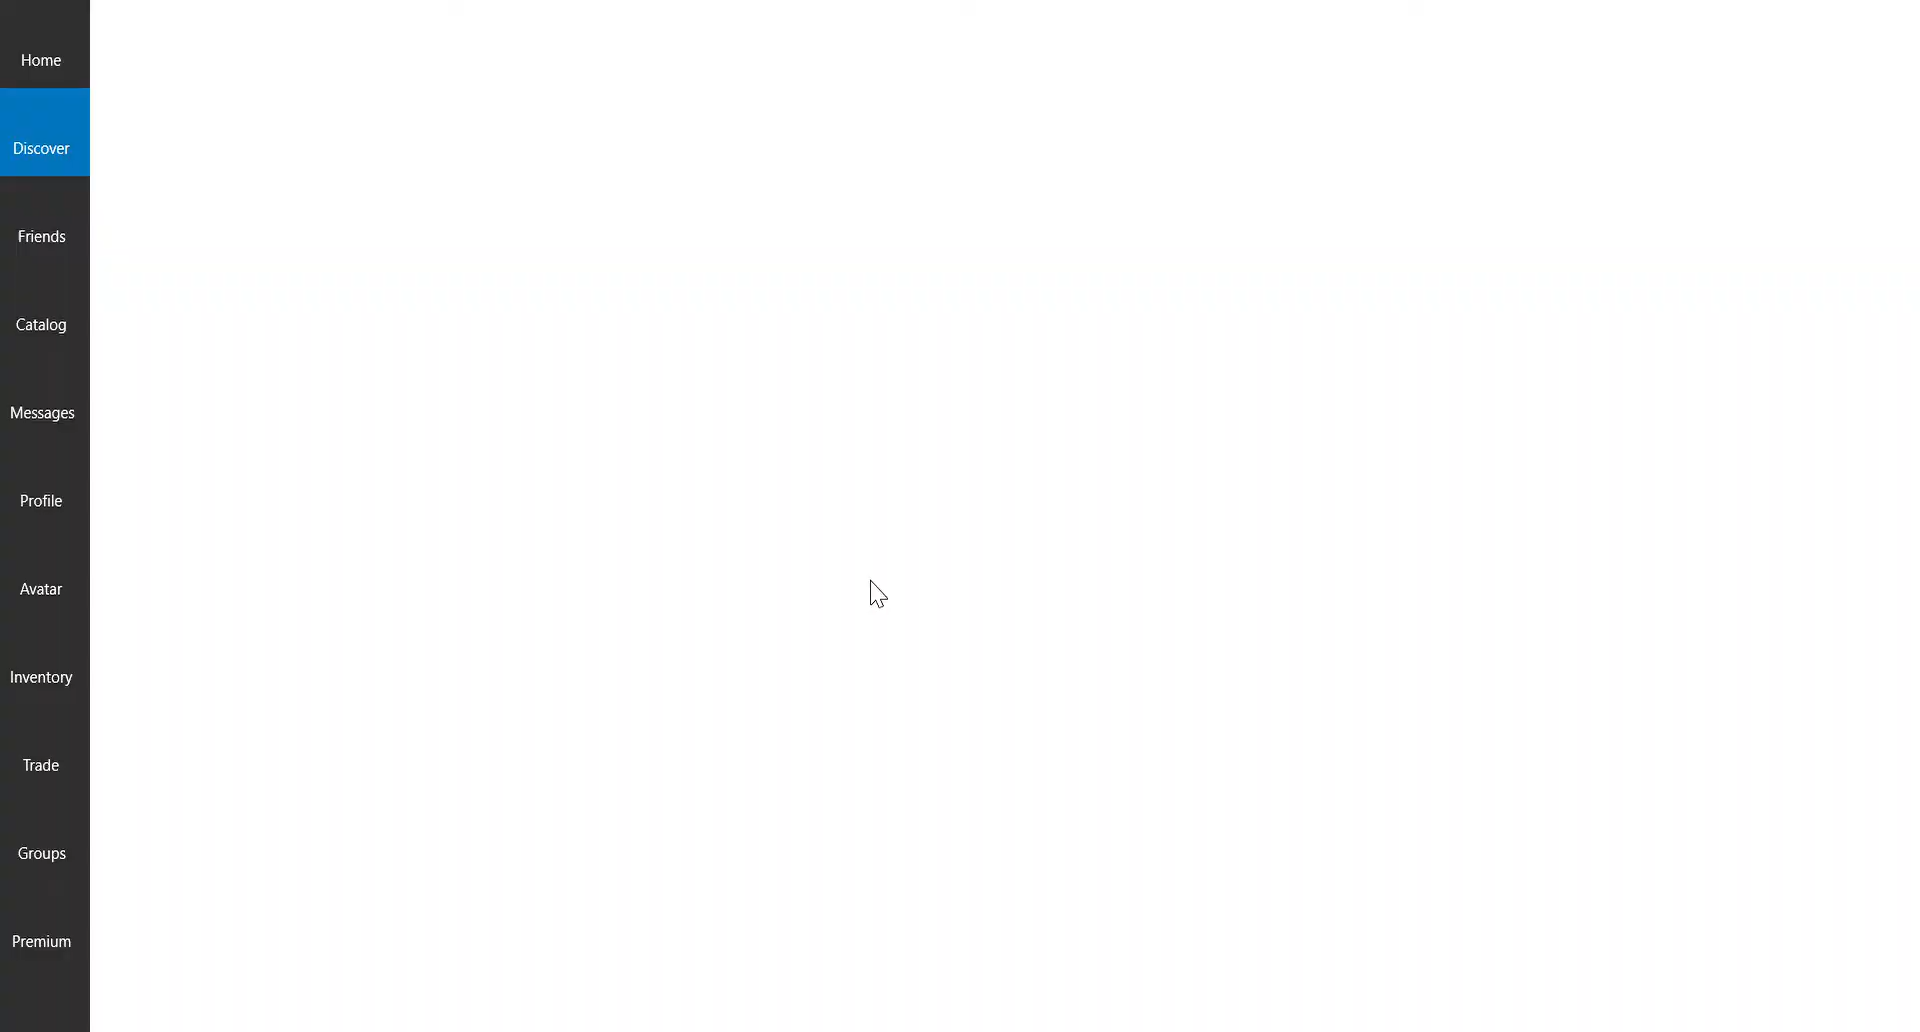 Home
Discover
Friends
Catalog
Messages
Profile
Avatar
Inventory
Trade
Groups
Premium